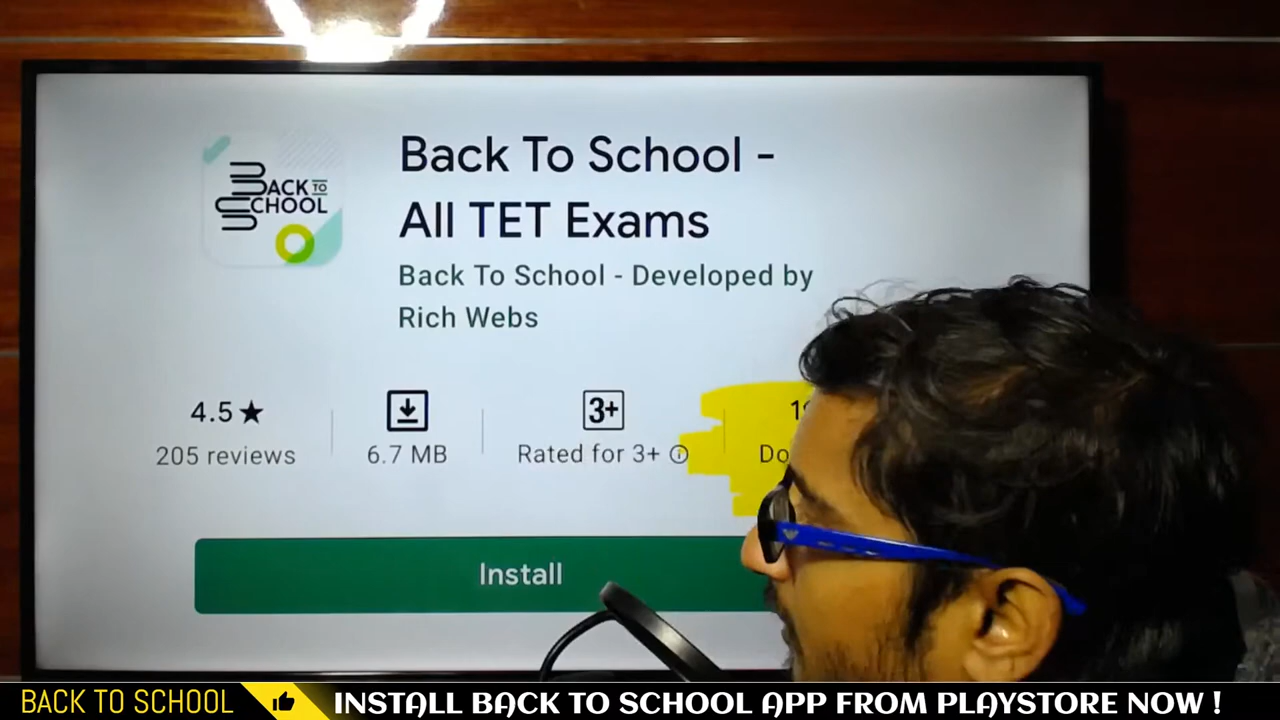 Back To School -
All TET Exams
BACK TO
SCHOOL
Back To School - Developed by
Rich Webs
4.5★
205 reviews
6.7 MB
3+
Rated for 3+
Install
BACK TO SCHOOL
INSTALL BACK TO SCHOOL APP FROM PLAYSTORE NOW !